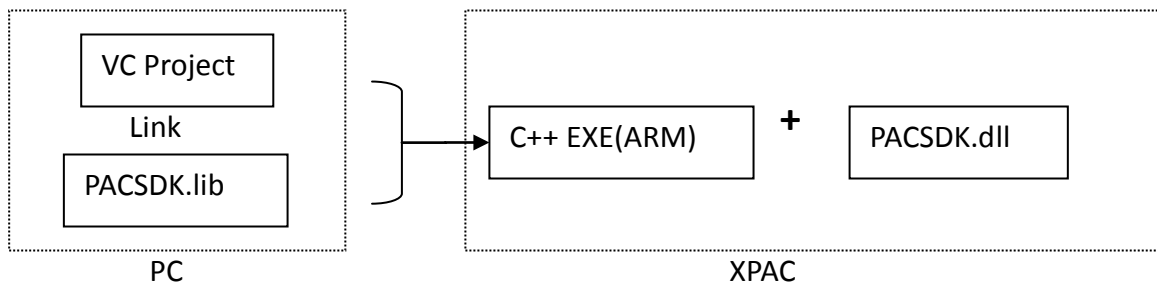 VC Project
Link
PACSDK.lib
PC
C++ EXE(ARM)
+
PACSDK.dll
XPAC